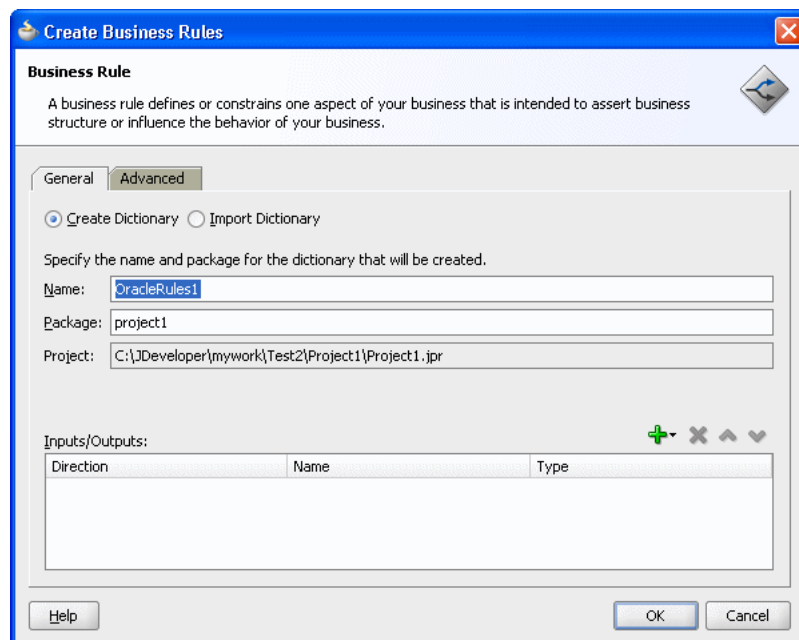 Create Business Rules
Business Rule
A business rule defines or constrains one aspect of your business that is intended to assert business
structure or influence the behavior of your business.
General Advanced
Create Dictionary Import Dictionary
Specify the name and package for the dictionary that will be created.
Name: OracleRules1
Package: project1
Project: C:\JDeveloper\mywork\Test2\Project1\Project1.jpr
Inputs/Outputs:
Direction Name Type
Help OK Cancel